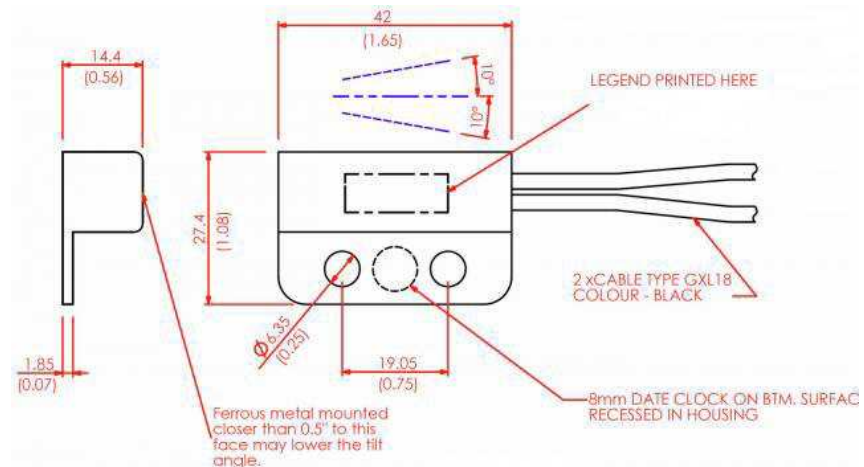 42
(1.65)
14.4
(0.56)
10°
10°
LEGEND PRINTED HERE
27.4
(1.08)
2 xCABLE TYPE GXL18
COLOUR - BLACK
Ø6.35
(0.25)
1.85
(0.07)
19.05
(0.75)
8mm DATE CLOCK ON BTM. SURFAC
RECESSED IN HOUSING
Ferrous metal mounted
closer than 0.5" to this
face may lower the tilt
angle.